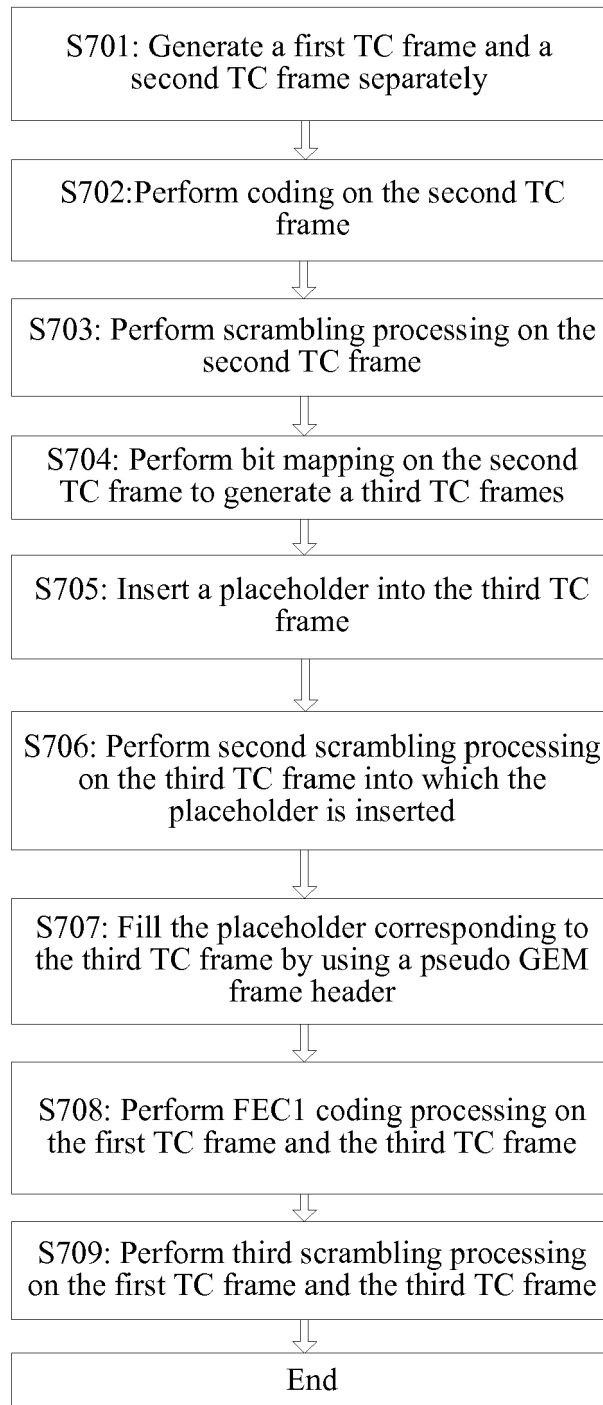 S701: Generate a first TC frame and a
second TC frame separately
S702:Perform coding on the second TC
frame
S703: Perform scrambling processing on the
second TC frame
S704: Perform bit mapping on the second
TC frame to generate a third TC frames
S705: Insert a placeholder into the third TC
frame
S706: Perform second scrambling processing
on the third TC frame into which the
placeholder is inserted
S707: Fill the placeholder corresponding to
the third TC frame by using a pseudo GEM
frame header
S708: Perform FEC1 coding processing on
the first TC frame and the third TC frame
S709: Perform third scrambling processing
on the first TC frame and the third TC frame
End